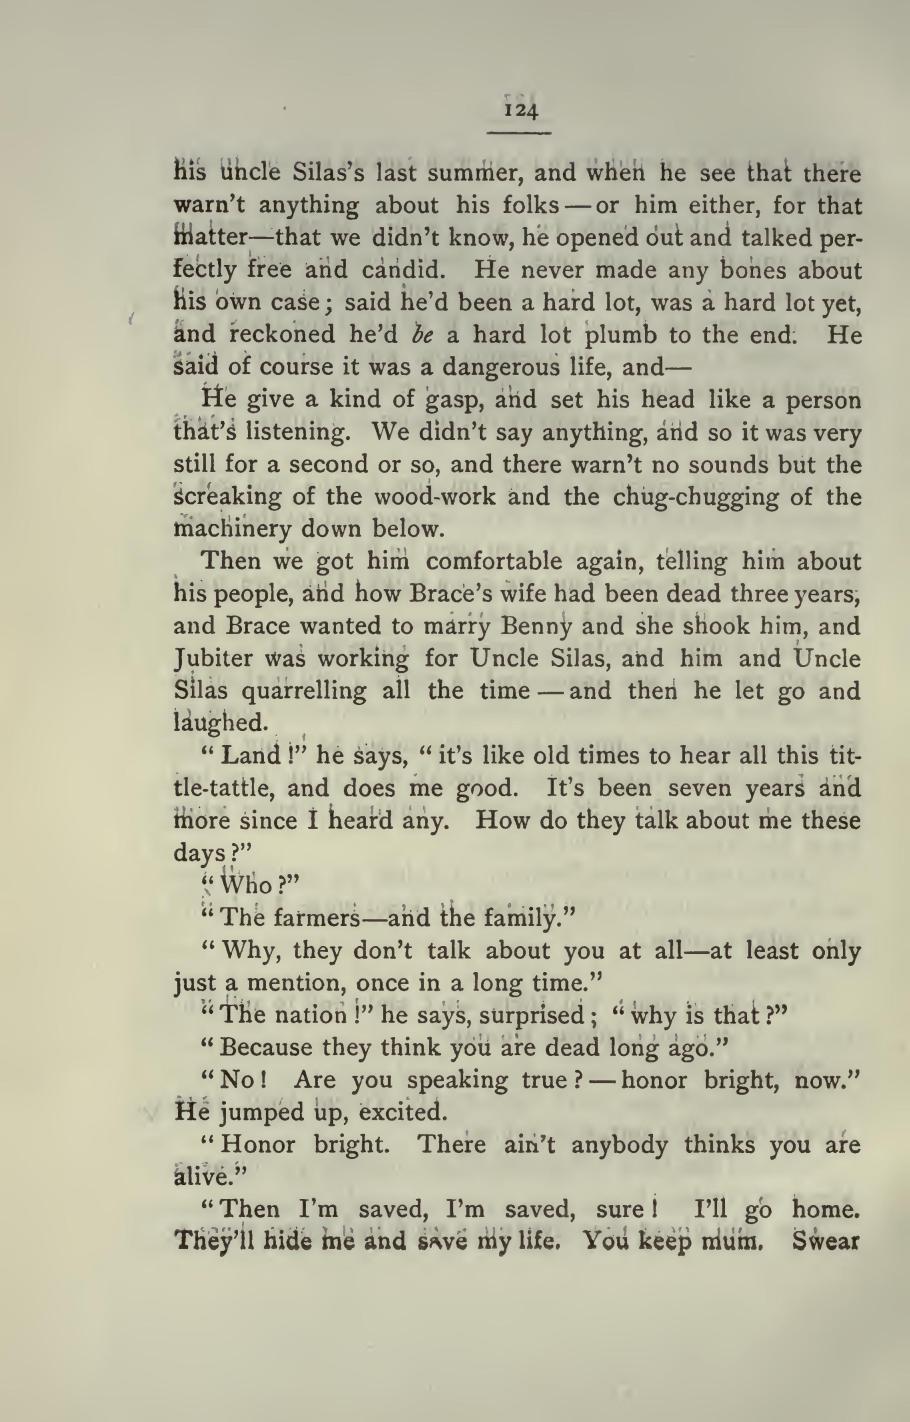 124
his uncle Silas's last summer, and when he see that there
warn't anything about his folks — or him either, for that
matter—that we didn't know, he opened out and talked per-
fectly free and candid. He never made any bones about
his own case; said he'd been a hard lot, was a hard lot yet,
and reckoned he'd be a hard lot plumb to the end. He
said of course it was a dangerous life, and—
He give a kind of gasp, and set his head like a person
that's listening. We didn't say anything, and so it was very
still for a second or so, and there warn't no sounds but the
screaking of the wood-work and the chug-chugging of the
machinery down below.
Then we got him comfortable again, telling him about
his people, and how Brace's wife had been dead three years,
and Brace wanted to marry Benny and she shook him, and
Jubiter was working for Uncle Silas, and him and Uncle
Silas quarrelling all the time — and then he let go and
laughed.
“ Land !” he says, “ it's like old times to hear all this tit-
tle-tattle, and does me good. It's been seven years and
more since I heard any. How do they talk about me these
days ?”
“ Who ?”
“ The farmers—and the family.”
“ Why, they don't talk about you at all—at least only
just a mention, once in a long time.”
“ The nation !” he says, surprised ; “ why is that ?”
“ Because they think you are dead long ago.”
“ No ! Are you speaking true ? — honor bright, now.”
He jumped up, excited.
“ Honor bright. There ain't anybody thinks you are
alive.”
“ Then I'm saved, I'm saved, sure ! I'll go home.
They'll hide me and save my life. You keep mum. Swear